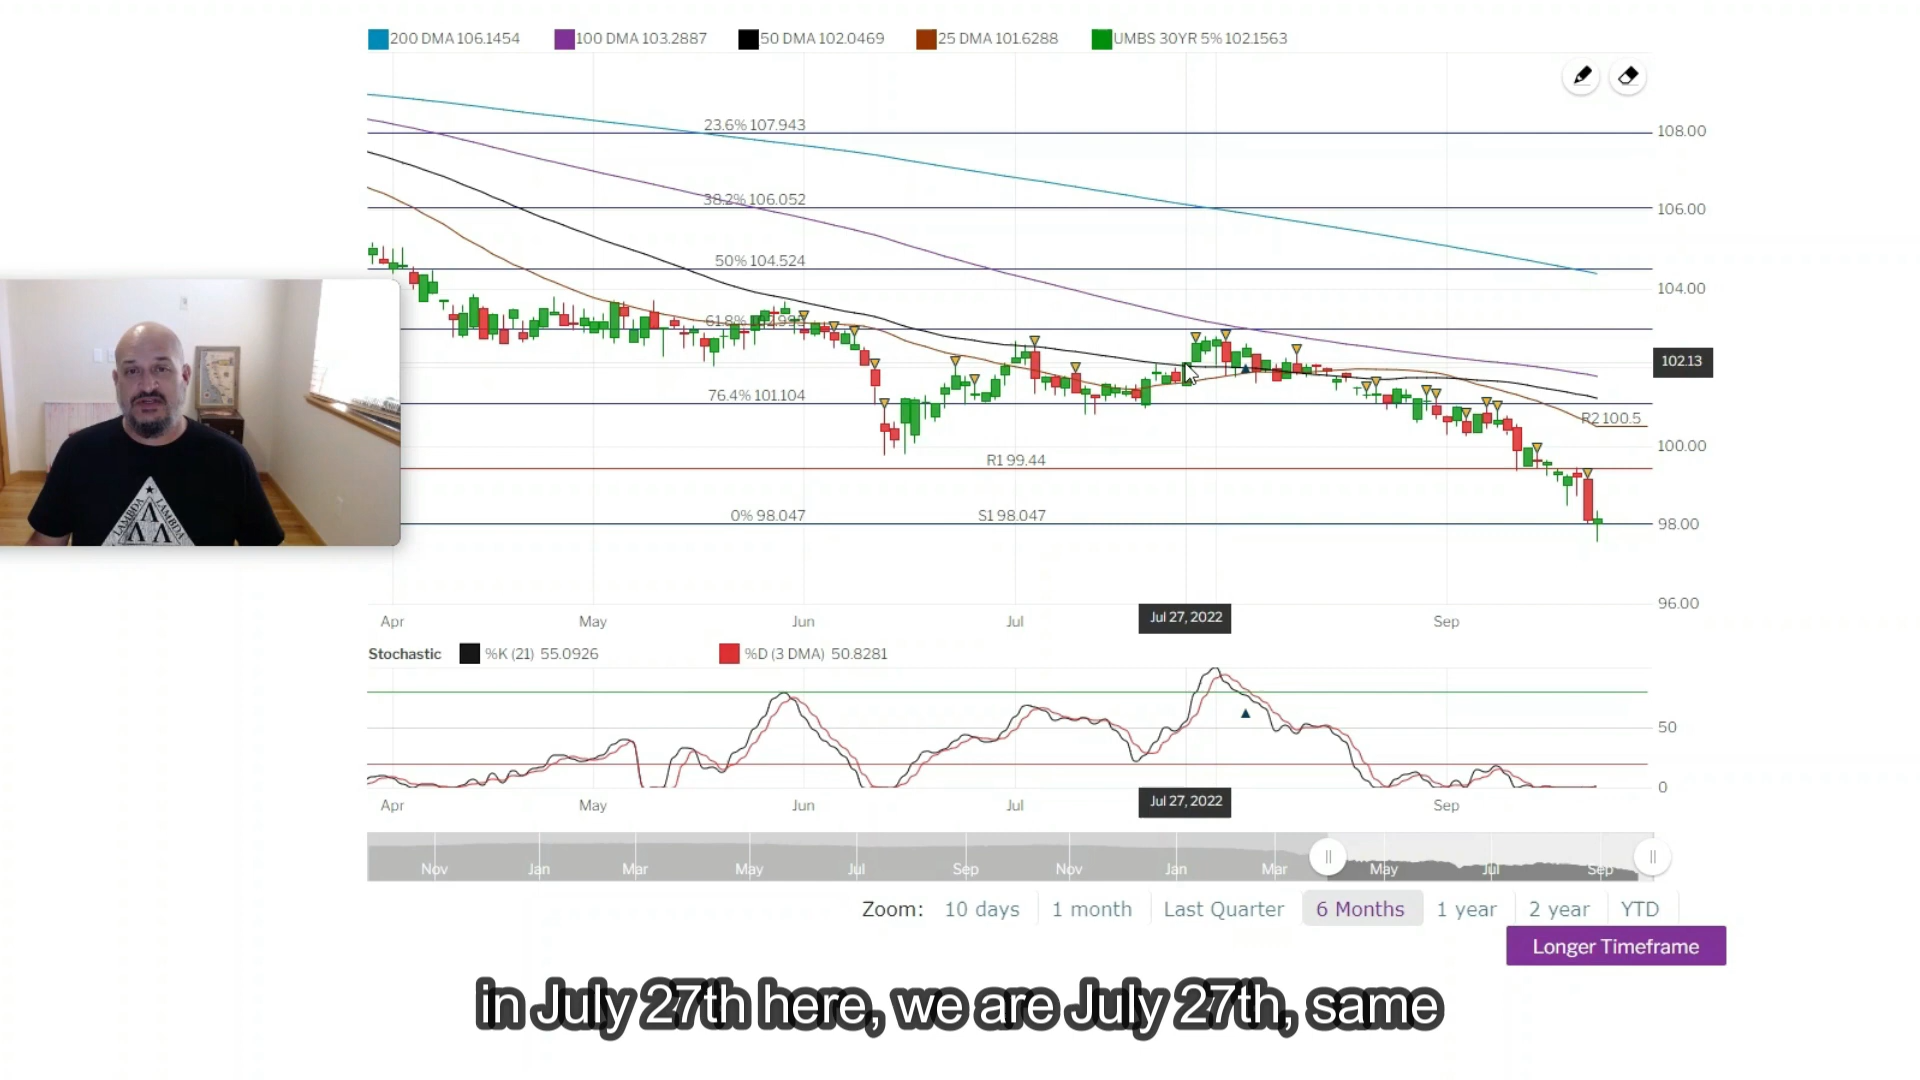 200 DMA 106.1454
100 DMA 103.2887
50 DMA 102.0469
25 DMA 101.6288
UMBS 30YR 5% 102.1563
23.6% 107.943
108.00
38.2% 106.052
106.00
50% 104.524
104.00
61.8%
102.13
76.4% 101.104
R2 100.5
100.00
R1 99.44
0% 98.047
S1 98.047
98.00
96.00
Apr
May
Jun
Jul
Jul 27, 2022
Sep
Stochastic
%K (21) 55.0926
%D (3 DMA) 50.8281
50
0
Apr
May
Jun
Jul
Jul 27, 2022
Sep
Nov
Jan
Mar
May
Jul
Sep
Nov
Jan
Mar
May
Jul
Sep
Zoom:
10 days
1 month
Last Quarter
6 Months
1 year
2 year
YTD
Longer Timeframe
LAMBDA
LAMBDA
ΛΛ
in July 27th here, we are July 27th, same